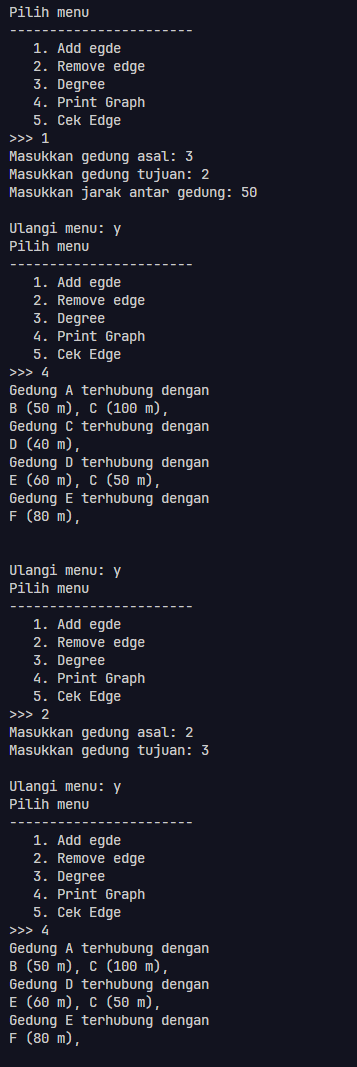 Pilih menu
-----------------------
   1. Add egde
   2. Remove edge
   3. Degree
   4. Print Graph
   5. Cek Edge
>>> 1
Masukkan gedung asal: 3
Masukkan gedung tujuan: 2
Masukkan jarak antar gedung: 50

Ulangi menu: y
Pilih menu
-----------------------
   1. Add egde
   2. Remove edge
   3. Degree
   4. Print Graph
   5. Cek Edge
>>> 4
Gedung A terhubung dengan
B (50 m), C (100 m),
Gedung C terhubung dengan
D (40 m),
Gedung D terhubung dengan
E (60 m), C (50 m),
Gedung E terhubung dengan
F (80 m),


Ulangi menu: y
Pilih menu
-----------------------
   1. Add egde
   2. Remove edge
   3. Degree
   4. Print Graph
   5. Cek Edge
>>> 2
Masukkan gedung asal: 2
Masukkan gedung tujuan: 3

Ulangi menu: y
Pilih menu
-----------------------
   1. Add egde
   2. Remove edge
   3. Degree
   4. Print Graph
   5. Cek Edge
>>> 4
Gedung A terhubung dengan
B (50 m), C (100 m),
Gedung D terhubung dengan
E (60 m), C (50 m),
Gedung E terhubung dengan
F (80 m),